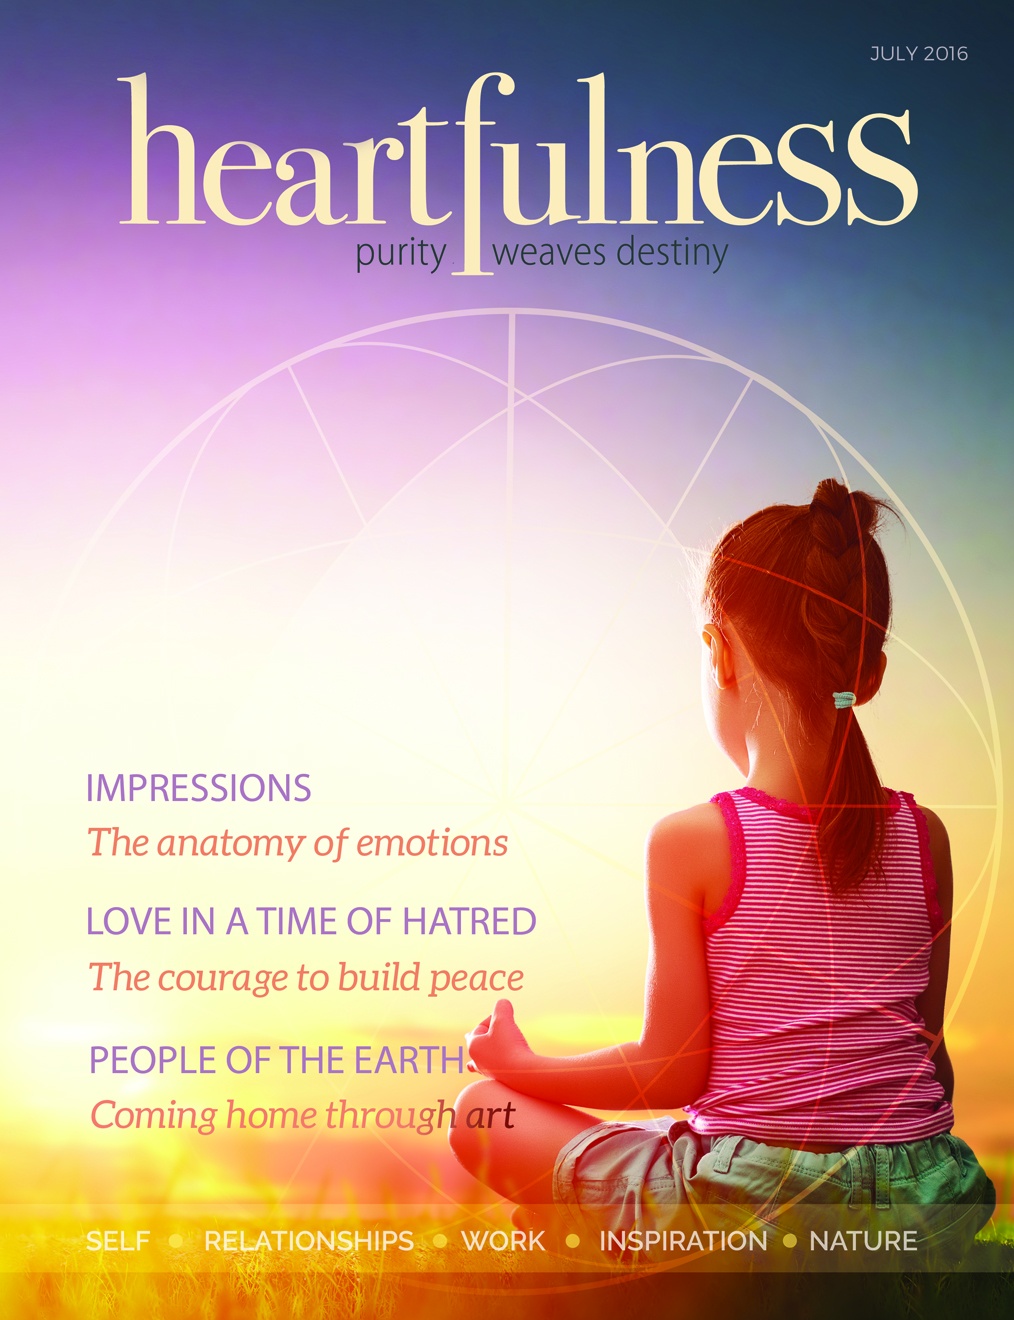 JULY 2016
heartfulness
purity weaves destiny
IMPRESSIONS
The anatomy of emotions
LOVE IN A TIME OF HATRED
The courage to build peace
PEOPLE OF THE EARTH
Coming home through art
SELF • RELATIONSHIPS • WORK • INSPIRATION • NATURE